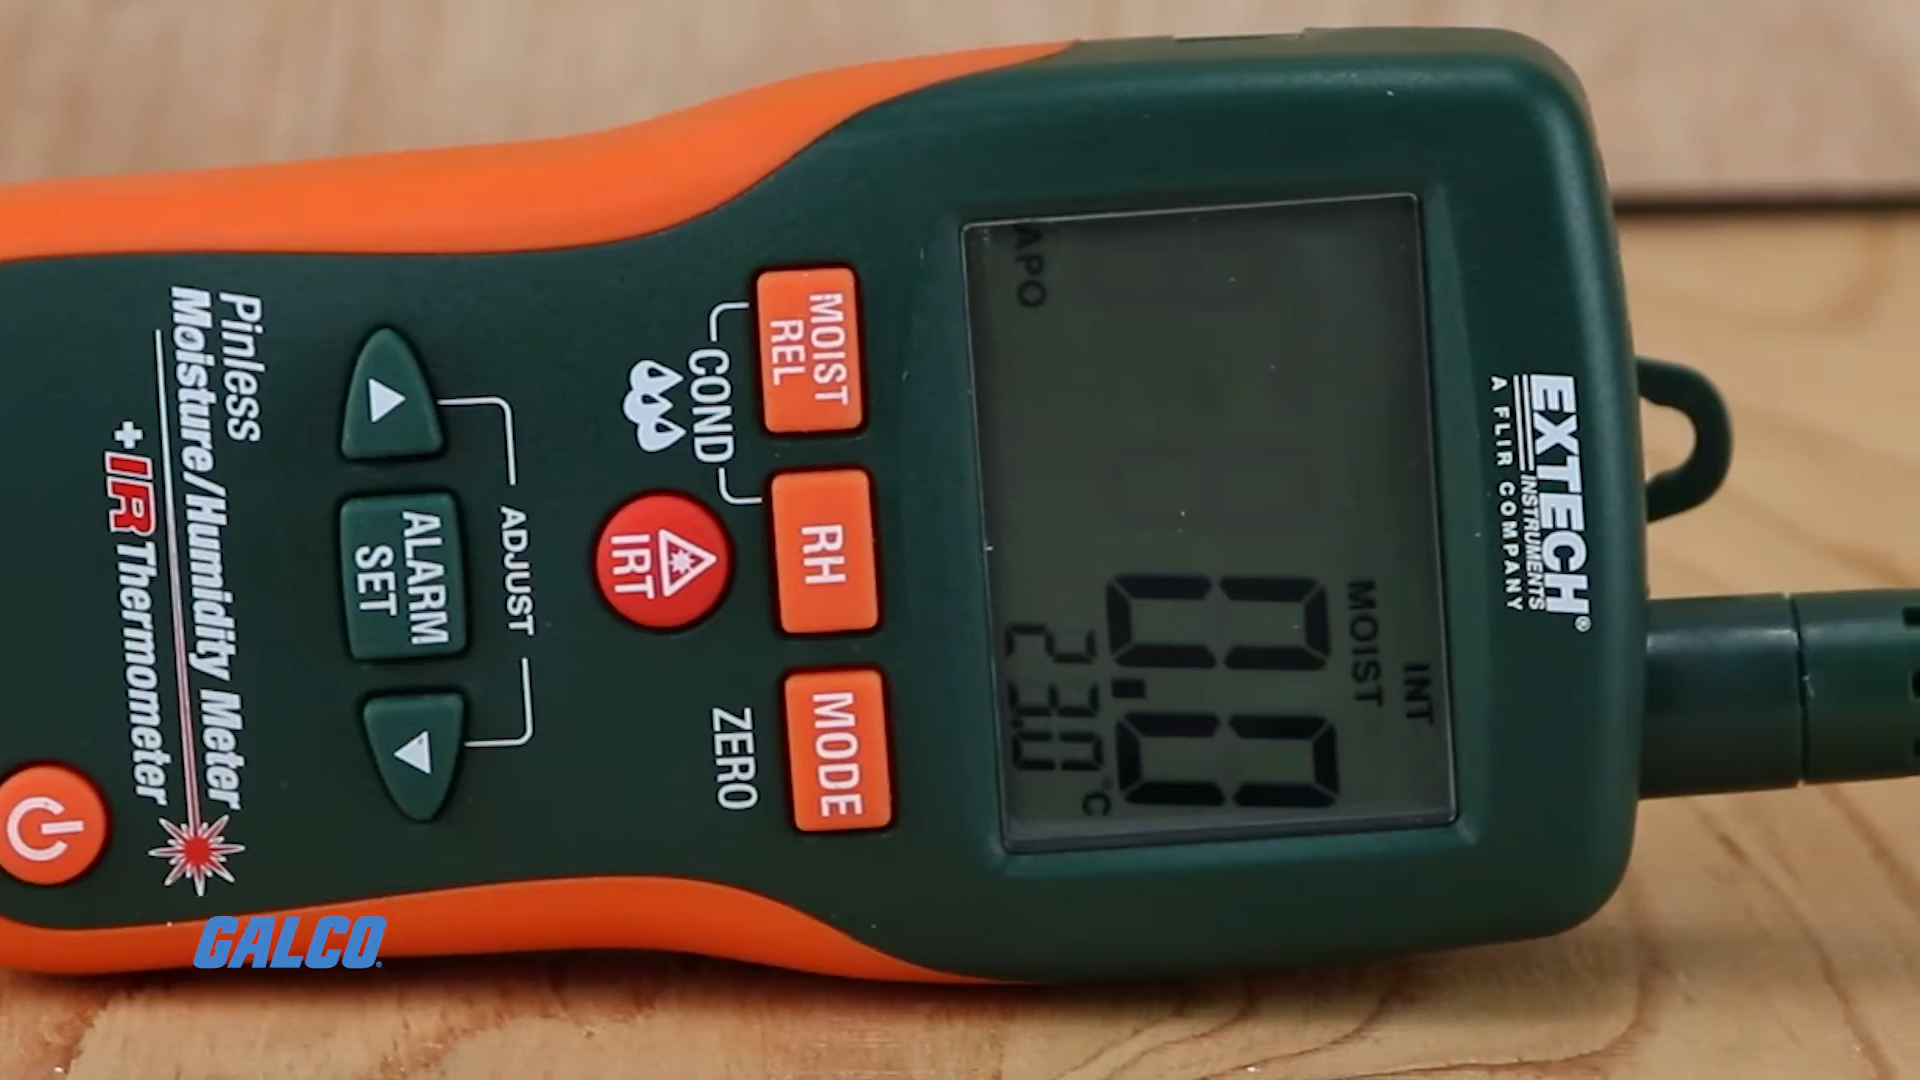 EXTECH®
INSTRUMENTS
A FLIR COMPANY
INT
MOIST
0.0
APO
23.0°C
MOIST
REL
RH
MODE
COND
ZERO
IRT
ADJUST
ALARM
SET
Pinless
Moisture/Humidity Meter
+IR Thermometer
GALCO®